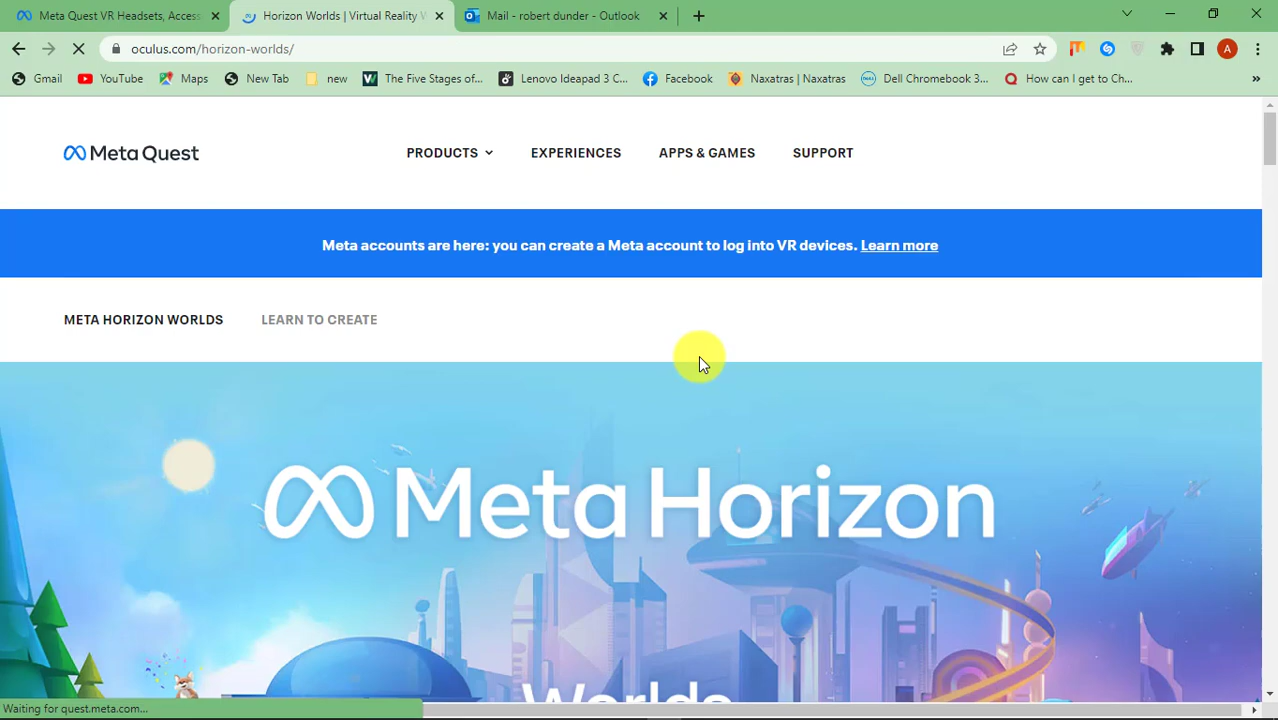 Meta Quest VR Headsets, Access
Horizon Worlds | Virtual Reality W
Mail - robert dunder - Outlook
oculus.com/horizon-worlds/
A
Gmail
YouTube
Maps
New Tab
new
The Five Stages of...
Lenovo Ideapad 3 C...
Facebook
Naxatras | Naxatras
Dell Chromebook 3...
How can I get to Ch...
Meta Quest
PRODUCTS
EXPERIENCES
APPS & GAMES
SUPPORT
Meta accounts are here: you can create a Meta account to log into VR devices. Learn more
META HORIZON WORLDS
LEARN TO CREATE
Meta Horizon
Worlds
Waiting for quest.meta.com...